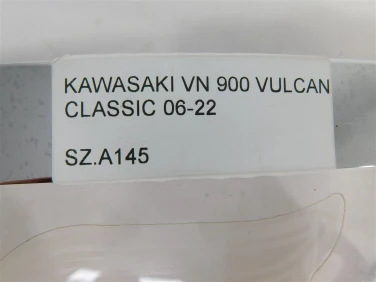 KAWASAKI VN 900 VULCAN
CLASSIC 06-22
SZ.A145